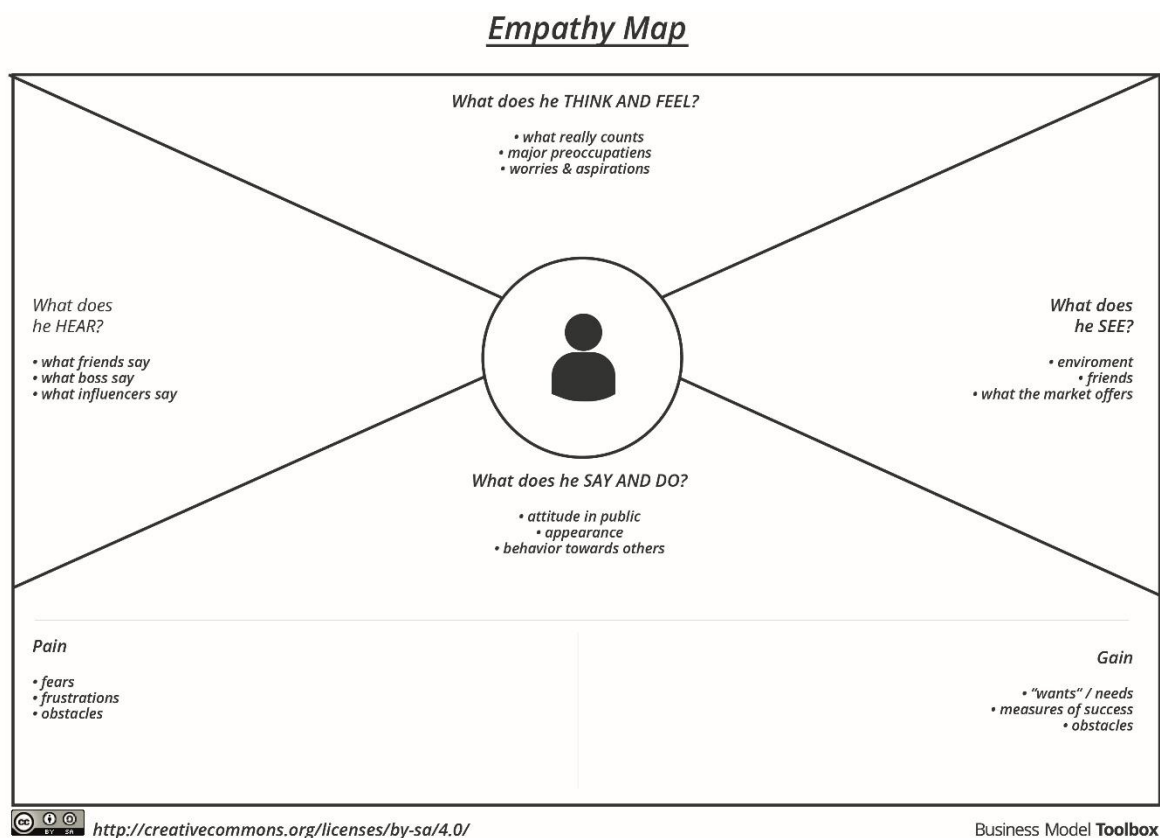 Empathy Map
What does he THINK AND FEEL?
• what really counts
• major preoccupatiens
• worries & aspirations
What does
he HEAR?
• what friends say
• what boss say
• what influencers say
What does
he SEE?
• enviroment
• friends
• what the market offers
What does he SAY AND DO?
• attitude in public
• appearance
• behavior towards others
Pain
• fears
• frustrations
• obstacles
Gain
• “wants” / needs
• measures of success
• obstacles
cc BY SA http://creativecommons.org/licenses/by-sa/4.0/
Business Model Toolbox